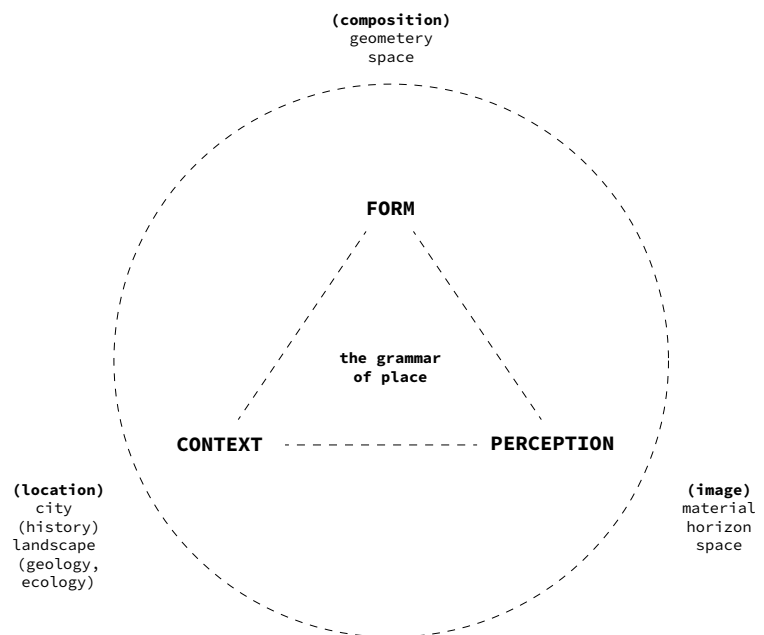 (composition)
geometery
space
FORM
the grammar
of place
CONTEXT
PERCEPTION
(location)
city
(history)
landscape
(geology,
ecology)
(image)
material
horizon
space